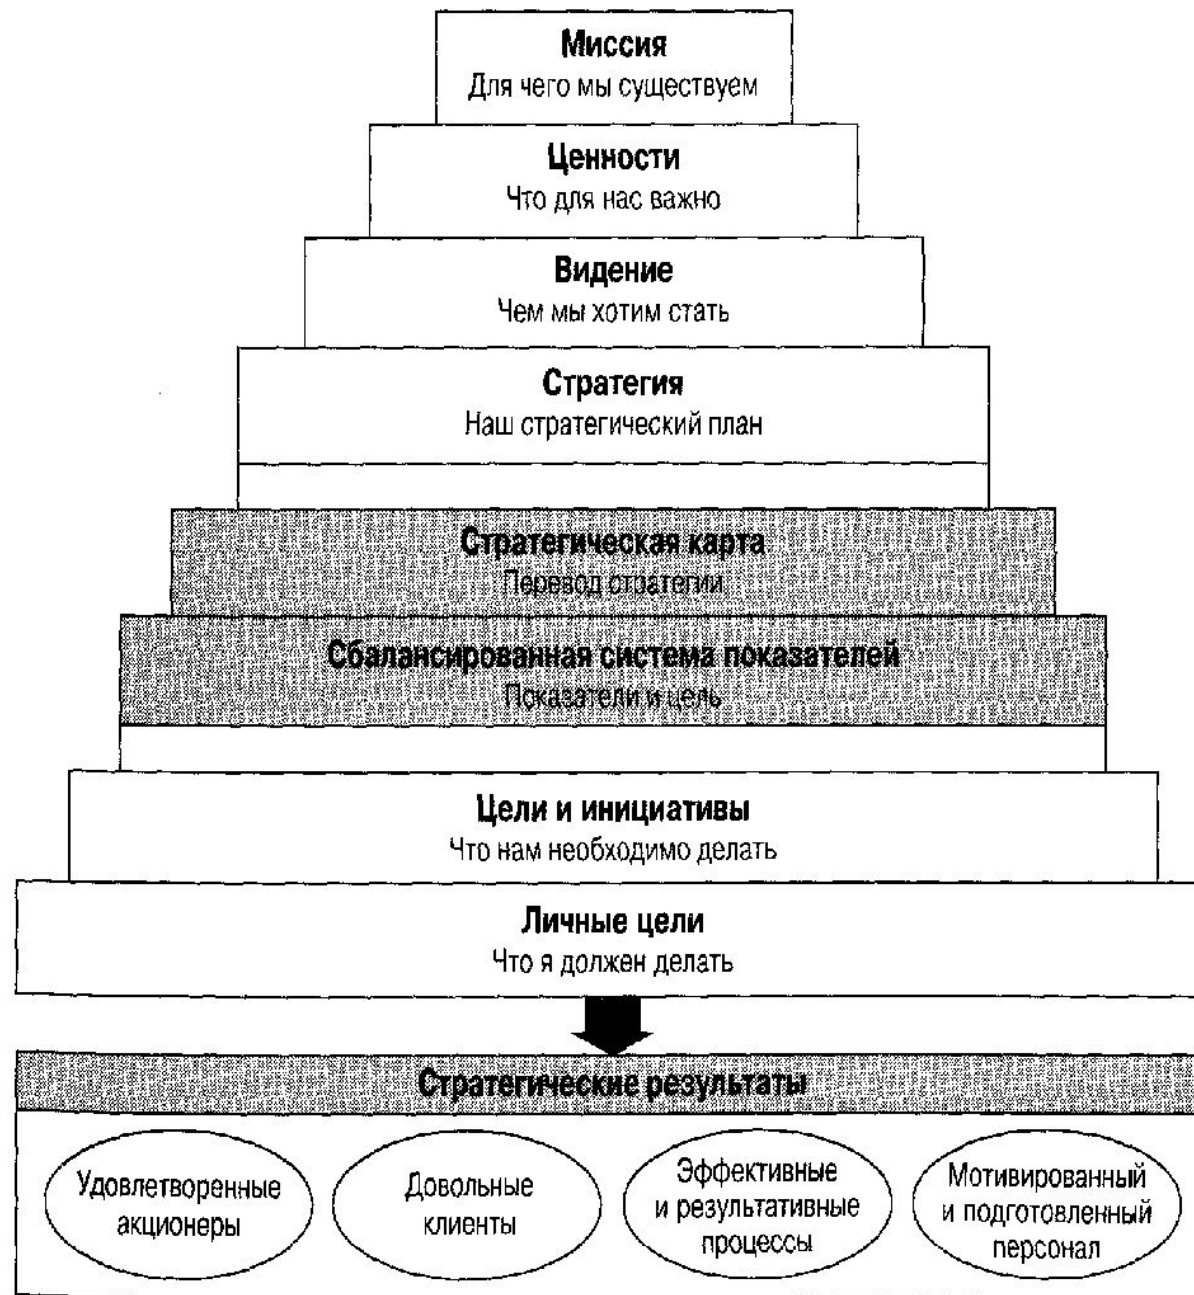 Миссия
Для чего мы существуем
Ценности
Что для нас важно
Видение
Чем мы хотим стать
Стратегия
Наш стратегический план
Стратегическая карта
Перевод стратегии
Сбалансированная система показателей
Показатели и цель
Цели и инициативы
Что нам необходимо делать
Личные цели
Что я должен делать
Стратегические результаты
Удовлетворенные
акционеры
Довольные
клиенты
Эффективные
и результативные
процессы
Мотивированный
и подготовленный
персонал